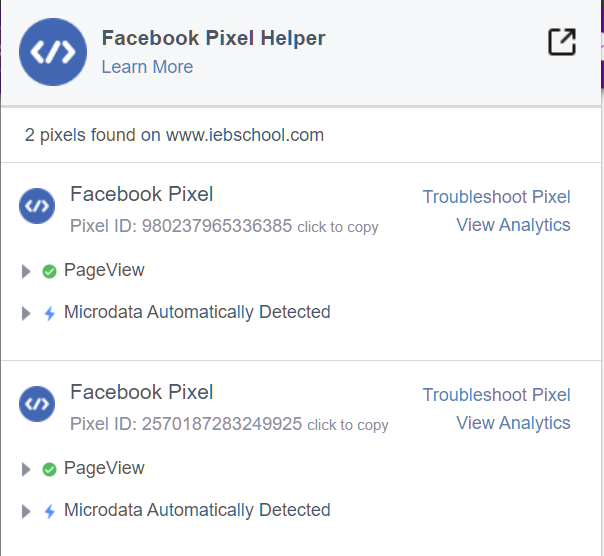 Facebook Pixel Helper
Learn More
2 pixels found on www.iebschool.com
Facebook Pixel
Troubleshoot Pixel
Pixel ID: 980237965336385 click to copy
View Analytics
PageView
Microdata Automatically Detected
Facebook Pixel
Troubleshoot Pixel
Pixel ID: 2570187283249925 click to copy
View Analytics
PageView
Microdata Automatically Detected